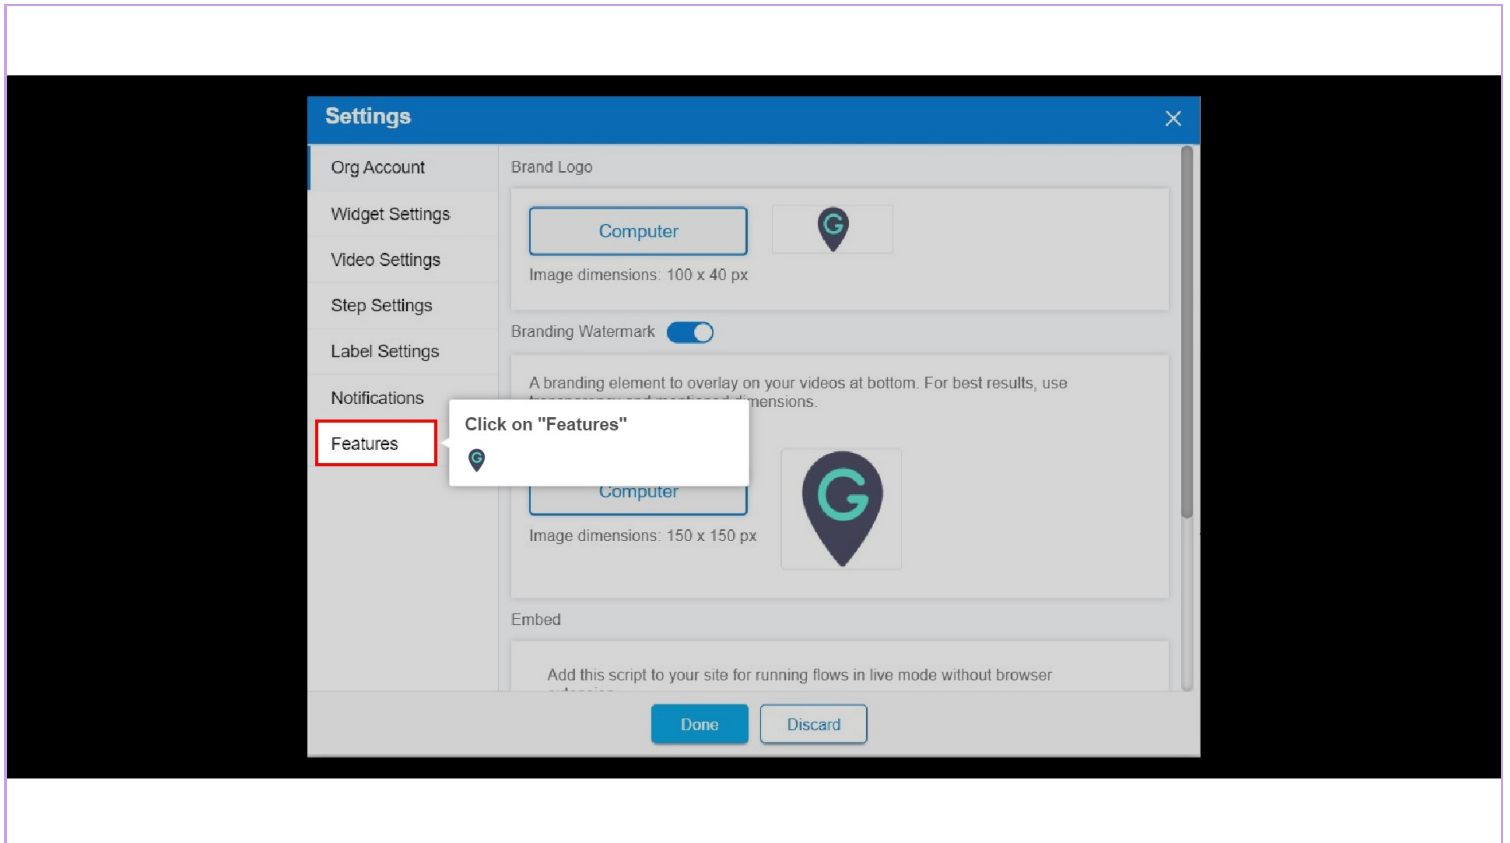 Settings
Org Account
Widget Settings
Video Settings
Step Settings
Label Settings
Notifications
Features
Brand Logo
Computer
G
Image dimensions: 100 x 40 px
Branding Watermark
A branding element to overlay on your videos at bottom. For best results, use
dimensions.
Click on "Features"
G
Computer
G
Image dimensions: 150 x 150 px
Embed
Add this script to your site for running flows in live mode without browser
Done
Discard